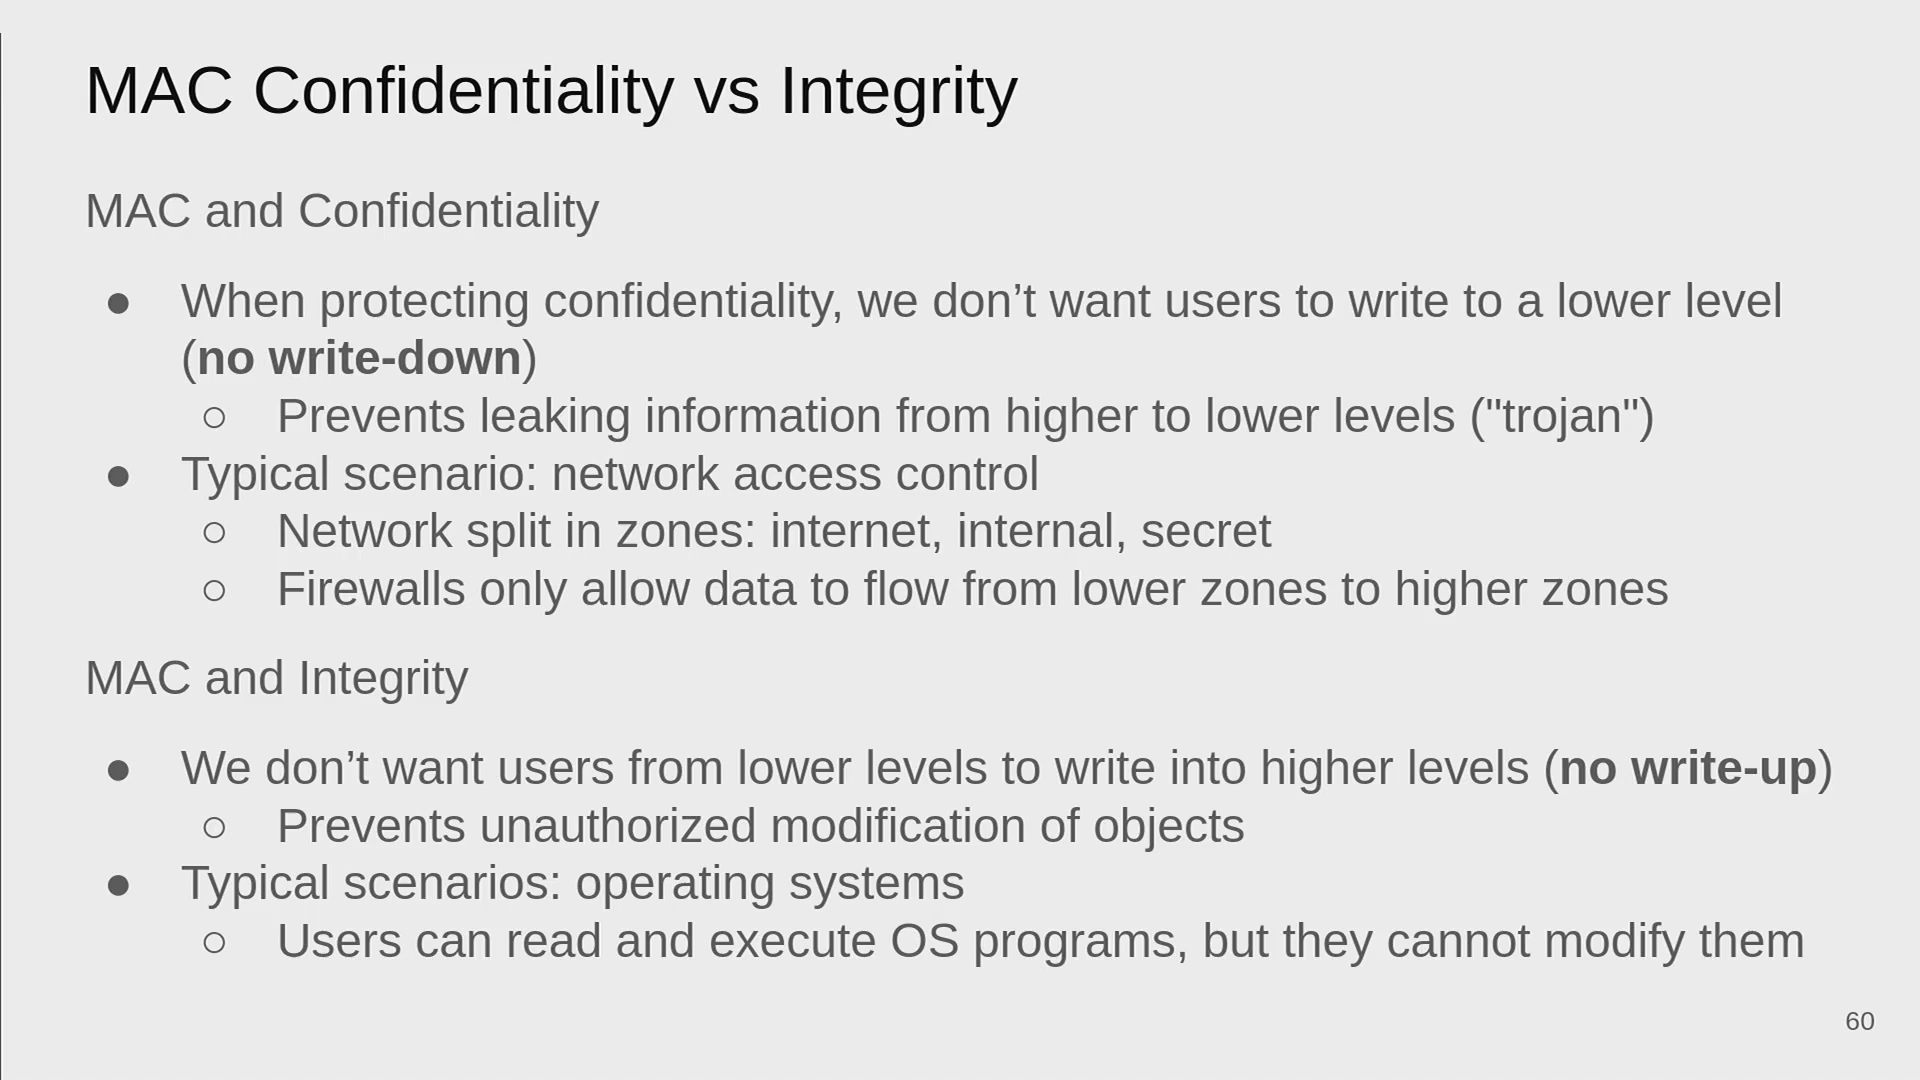 MAC Confidentiality vs Integrity
MAC and Confidentiality
● When protecting confidentiality, we don’t want users to write to a lower level
(no write-down)
○ Prevents leaking information from higher to lower levels ("trojan")
● Typical scenario: network access control
○ Network split in zones: internet, internal, secret
○ Firewalls only allow data to flow from lower zones to higher zones
MAC and Integrity
● We don’t want users from lower levels to write into higher levels (no write-up)
○ Prevents unauthorized modification of objects
● Typical scenarios: operating systems
○ Users can read and execute OS programs, but they cannot modify them
60